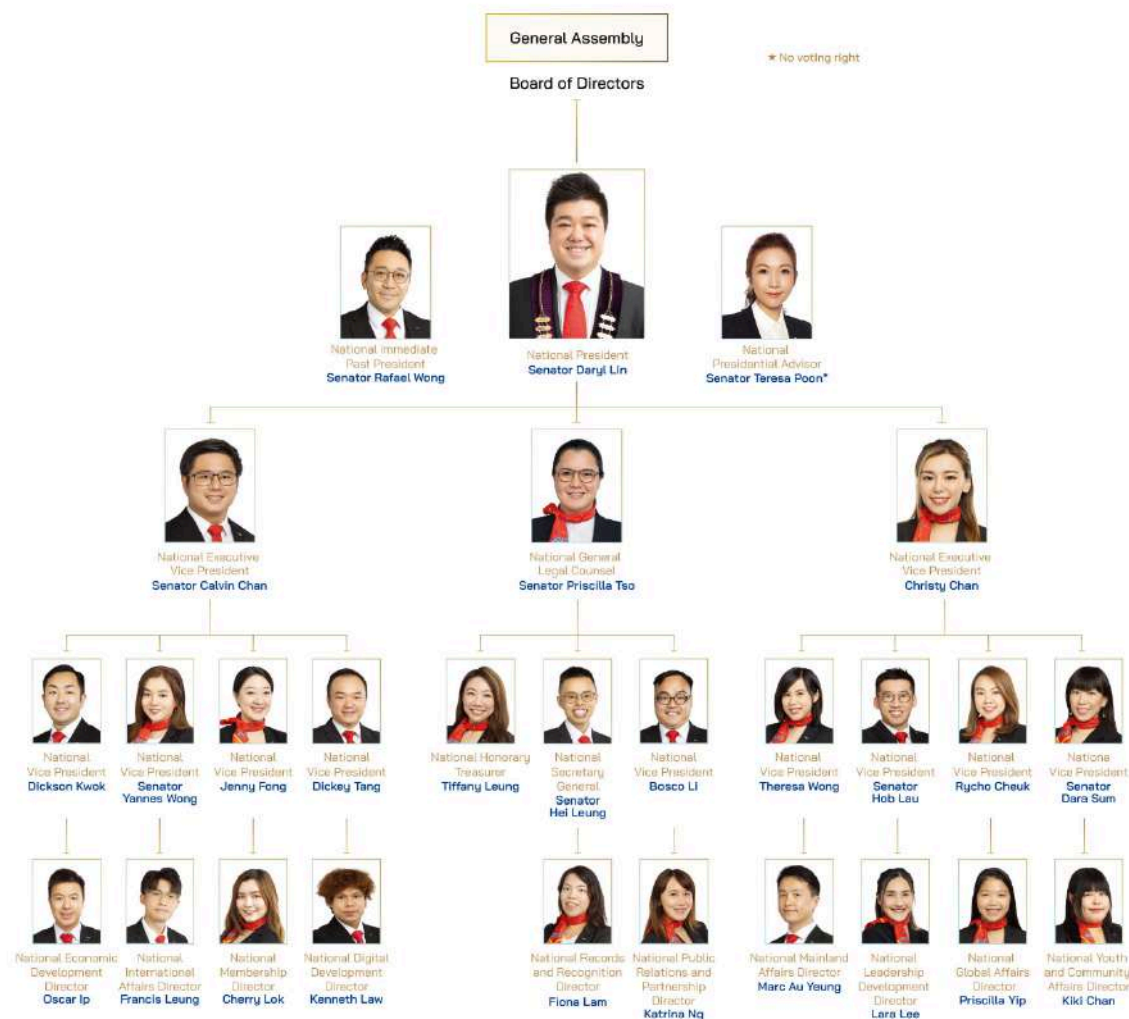 General Assembly
★ No voting right
Board of Directors
National Immediate
Past President
Senator Rafael Wong
National President
Senator Daryl Lin
National
Presidential Advisor
Senator Teresa Poon*
National Executive
Vice President
Senator Calvin Chan
National General
Legal Counsel
Senator Priscilla Tso
National Executive
Vice President
Christy Chan
National
Vice President
Dickson Kwok
National
Vice President
Senator
Yannes Wong
National
Vice President
Jenny Fong
National
Vice President
Dickey Tang
National Honorary
Treasurer
Tiffany Leung
National
Secretary
General
Senator
Hei Leung
National
Vice President
Bosco Li
National
Vice President
Theresa Wong
National
Vice President
Senator
Hob Lau
National
Vice President
Rycho Cheuk
Nationa
Vice President
Senator
Dara Sum
National Economic
Development Director
Oscar Ip
National
International
Affairs Director
Francis Leung
National
Membership
Director
Cherry Lok
National Digital
Development
Director
Kenneth Law
National Records
and Recognition
Director
Fiona Lam
National Public
Relations and
Partnership
Director
Katrina Ng
National Mainland
Affairs Director
Marc Au Yeung
National
Leadership
Development
Director
Lara Lee
National
Global Affairs
Director
Priscilla Yip
National Youth
and Community
Affairs Director
Kiki Chan